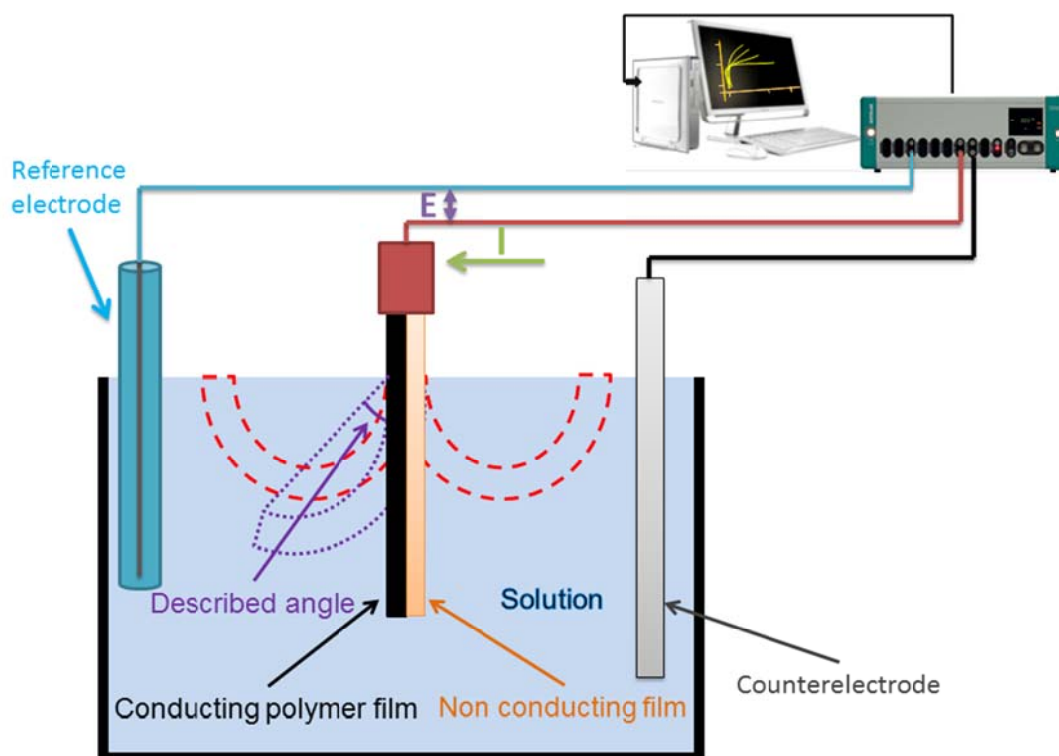 Reference
electrode
E
I
Described angle
Solution
Conducting polymer film
Non conducting film
Counterelectrode